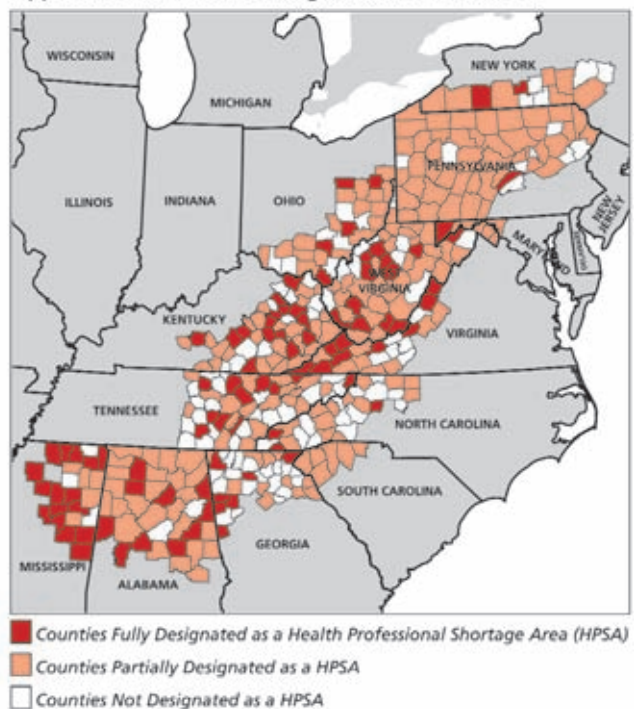 WISCONSIN
NEW YORK
MICHIGAN
PENNSYLVANIA
ILLINOIS
INDIANA
OHIO
NEW
JERSEY
MARYLAND
WEST
VIRGINIA
KENTUCKY
VIRGINIA
TENNESSEE
NORTH CAROLINA
SOUTH CAROLINA
GEORGIA
MISSISSIPPI
ALABAMA
Counties Fully Designated as a Health Professional Shortage Area (HPSA)
Counties Partially Designated as a HPSA
Counties Not Designated as a HPSA